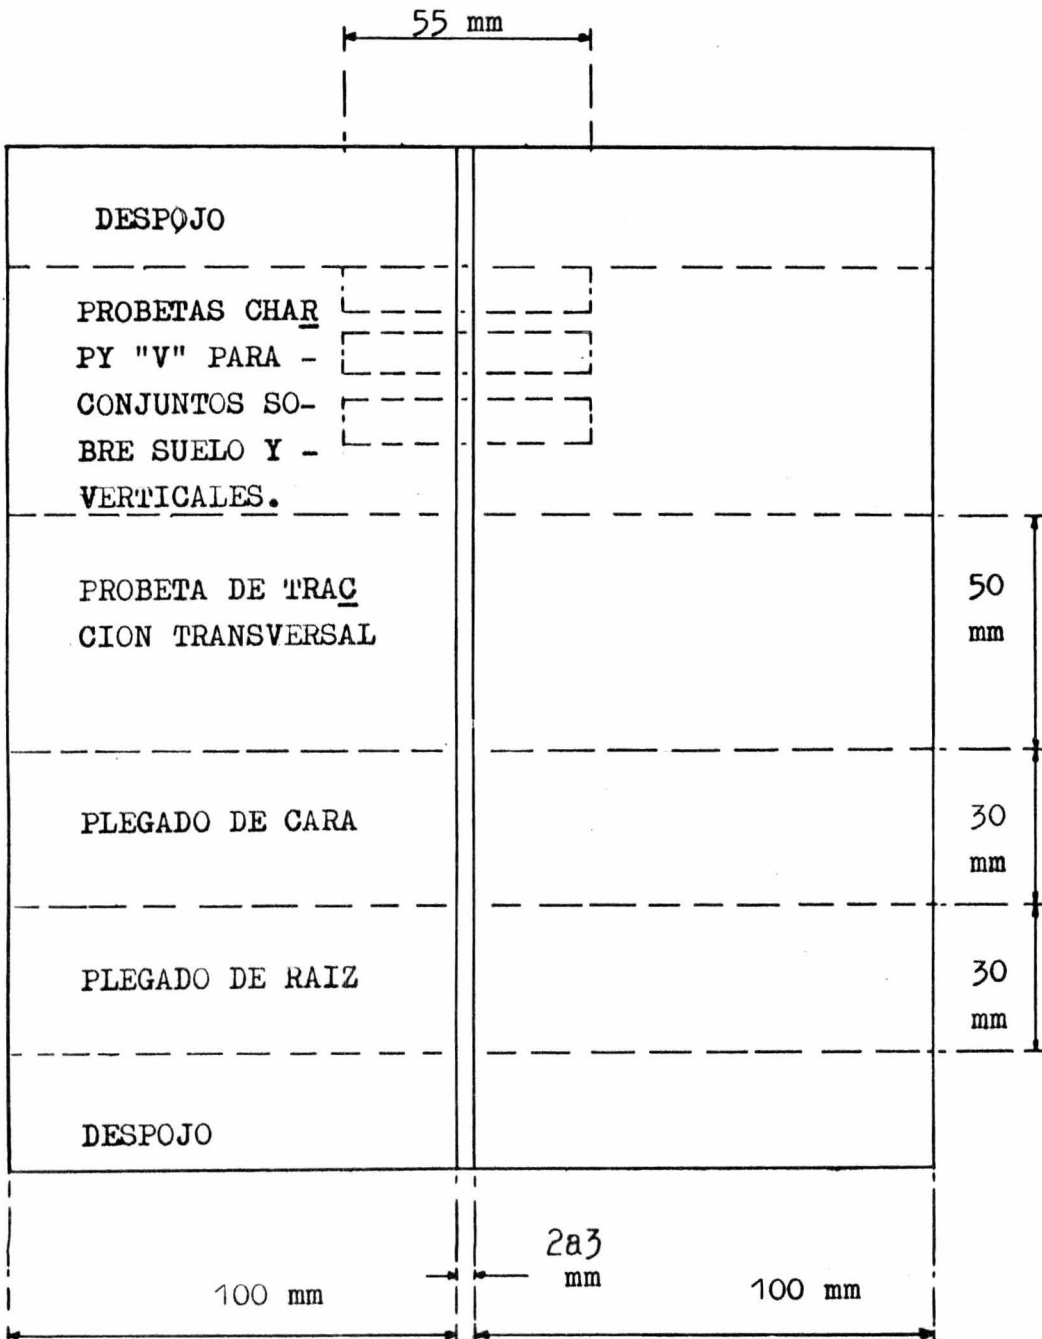 55 mm
DESPOJO
PROBETAS CHAR
PY "V" PARA -
CONJUNTOS SO-
BRE SUELO Y -
VERTICALES.
PROBETA DE TRAC
CION TRANSVERSAL
50
mm
PLEGADO DE CARA
30
mm
PLEGADO DE RAIZ
30
mm
DESPOJO
2a3
mm
100 mm
100 mm